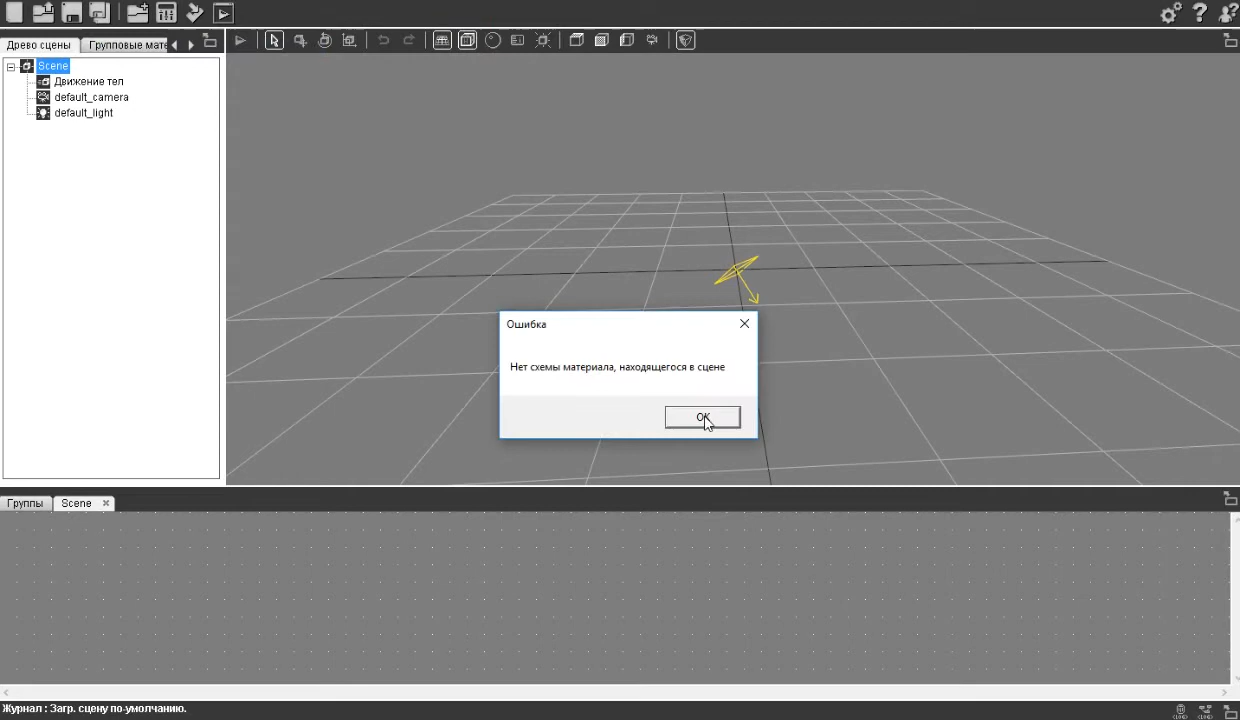 Древо сцены
Групповые мате
Scene
Движение тел
default_camera
default_light
Ошибка
Нет схемы материала, находящегося в сцене
OK
Группы
Scene
Журнал : Загр. сцену по-умолчанию.